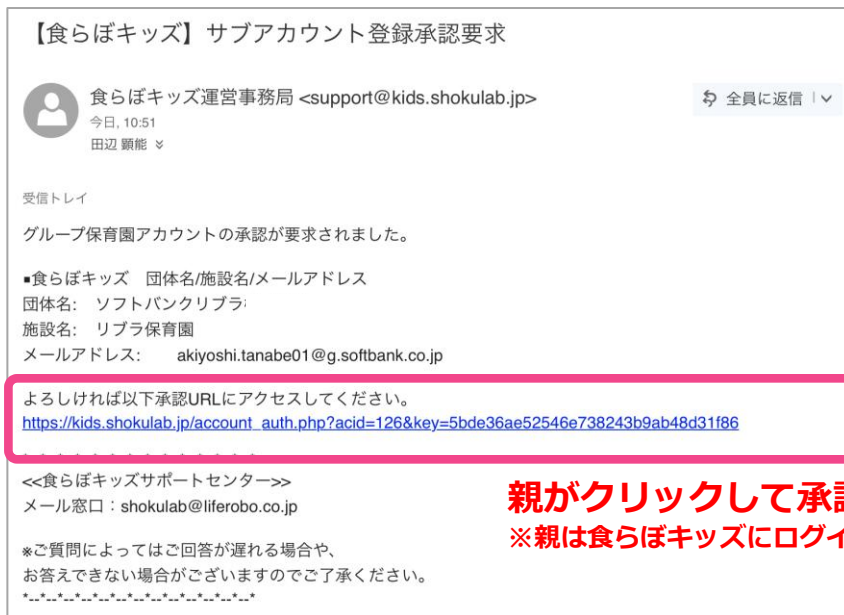 【食らぼキッズ】サブアカウント登録承認要求
食らぼキッズ運営事務局 <support@kids.shokulab.jp>
全員に返信
今日, 10:51
田辺 顕能
受信トレイ
グループ保育園アカウントの承認が要求されました。
▪食らぼキッズ 団体名/施設名/メールアドレス
団体名: ソフトバンクリブラ
施設名: リブラ保育園
メールアドレス: akiyoshi.tanabe01@g.softbank.co.jp
よろしければ以下承認URLにアクセスしてください。
https://kids.shokulab.jp/account_auth.php?acid=126&key=5bde36ae52546e738243b9ab48d31f86
<<食らぼキッズサポートセンター>>
メール窓口：shokulab@liferobo.co.jp
親がクリックして承認
※親は食らぼキッズにログイ
※ご質問によってはご回答が遅れる場合や、
お答えできない場合がございますのでご了承ください。
*--*--*--*--*--*--*--*--*--*--*--*--*--*